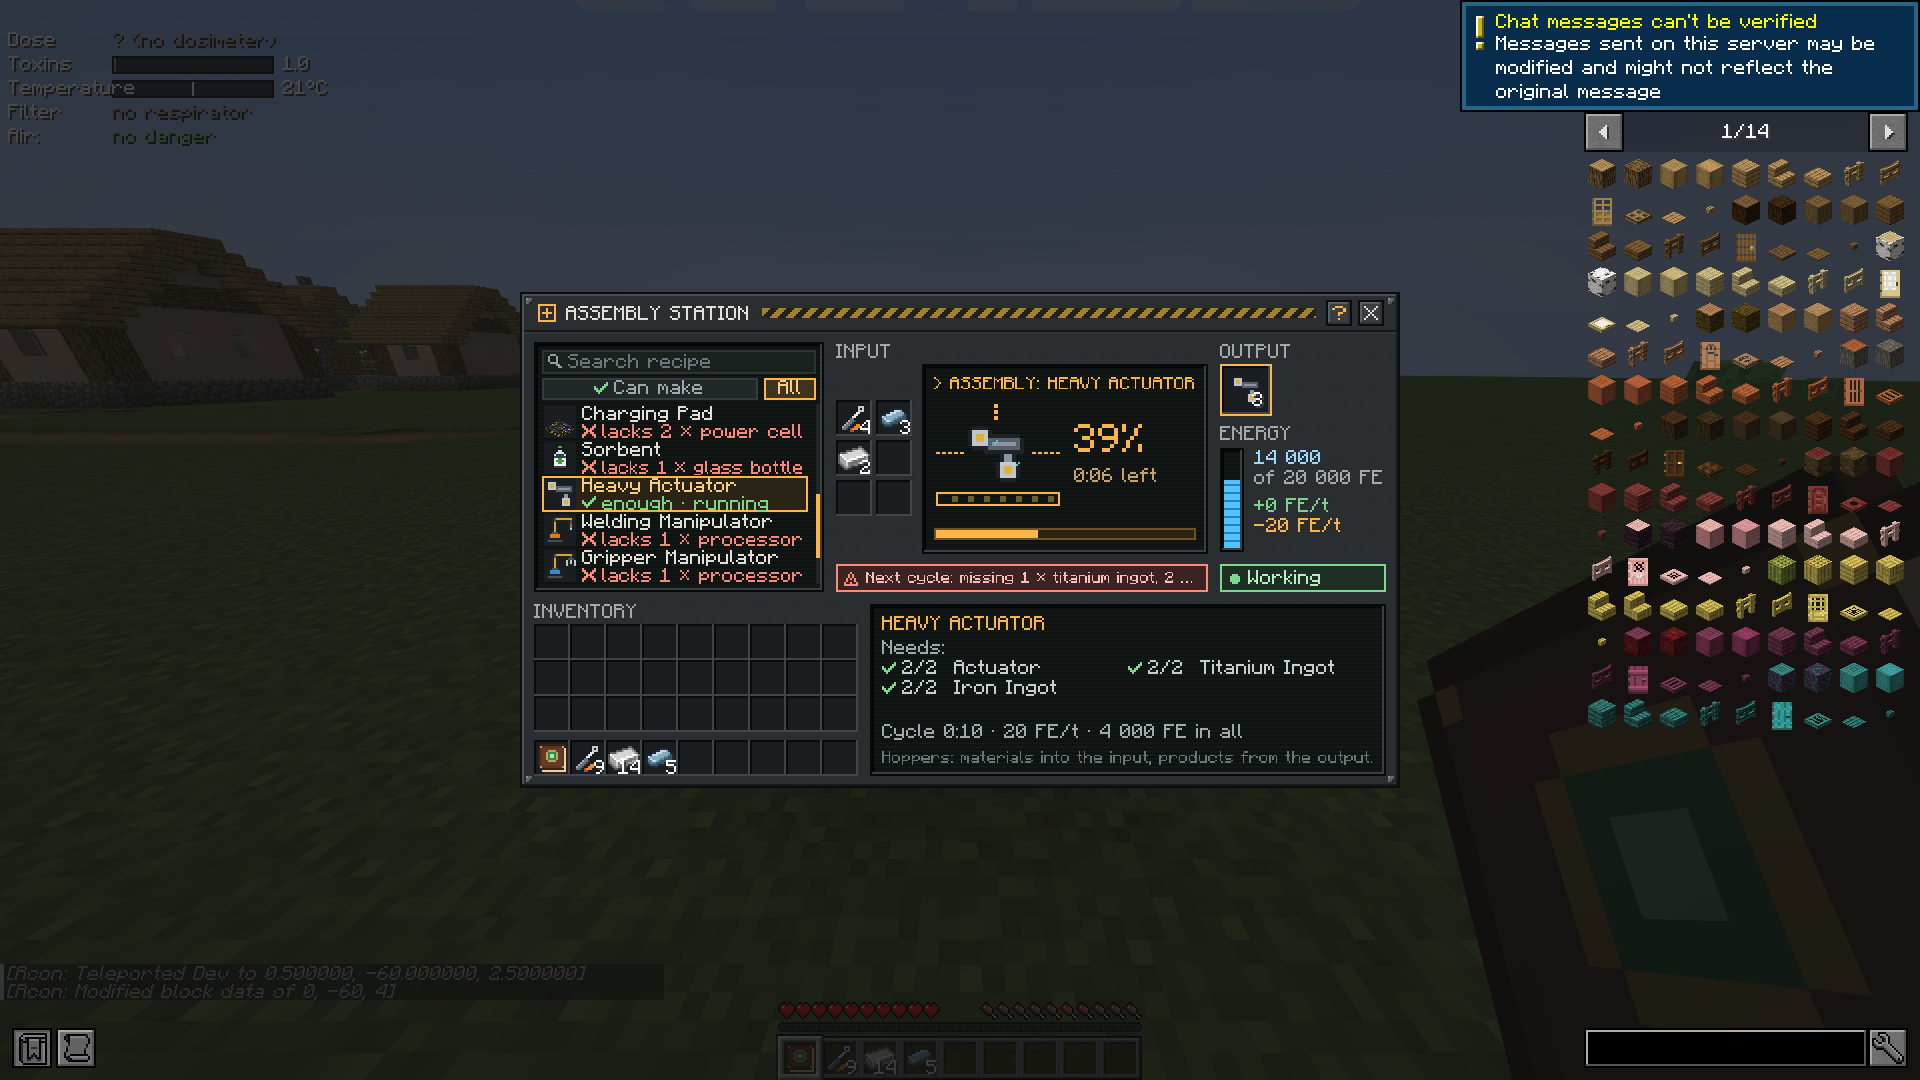 Dose ? (no dosimeter)
Toxins 1.0
Temperature 21°C
Filter no respirator
Air: no danger
Chat messages can't be verified
Messages sent on this server may be
modified and might not reflect the
original message
1/14
ASSEMBLY STATION
?
Search recipe
Can make All
Charging Pad
lacks 2 × power cell
Sorbent
lacks 1 × glass bottle
Heavy Actuator
enough · running
Welding Manipulator
lacks 1 × processor
Gripper Manipulator
lacks 1 × processor
INPUT
4 3
2
> ASSEMBLY: HEAVY ACTUATOR
39%
0:06 left
Next cycle: missing 1 × titanium ingot, 2 ...
OUTPUT
ENERGY
14 000
of 20 000 FE
+0 FE/t
-20 FE/t
Working
INVENTORY
9 14 5
HEAVY ACTUATOR
Needs:
2/2 Actuator 2/2 Titanium Ingot
2/2 Iron Ingot
Cycle 0:10 · 20 FE/t · 4 000 FE in all
Hoppers: materials into the input, products from the output.
[Rcon: Teleported Dev to 0.500000, -60.000000, 2.500000]
[Rcon: Modified block data of 0, -60, 4]
9 14 5